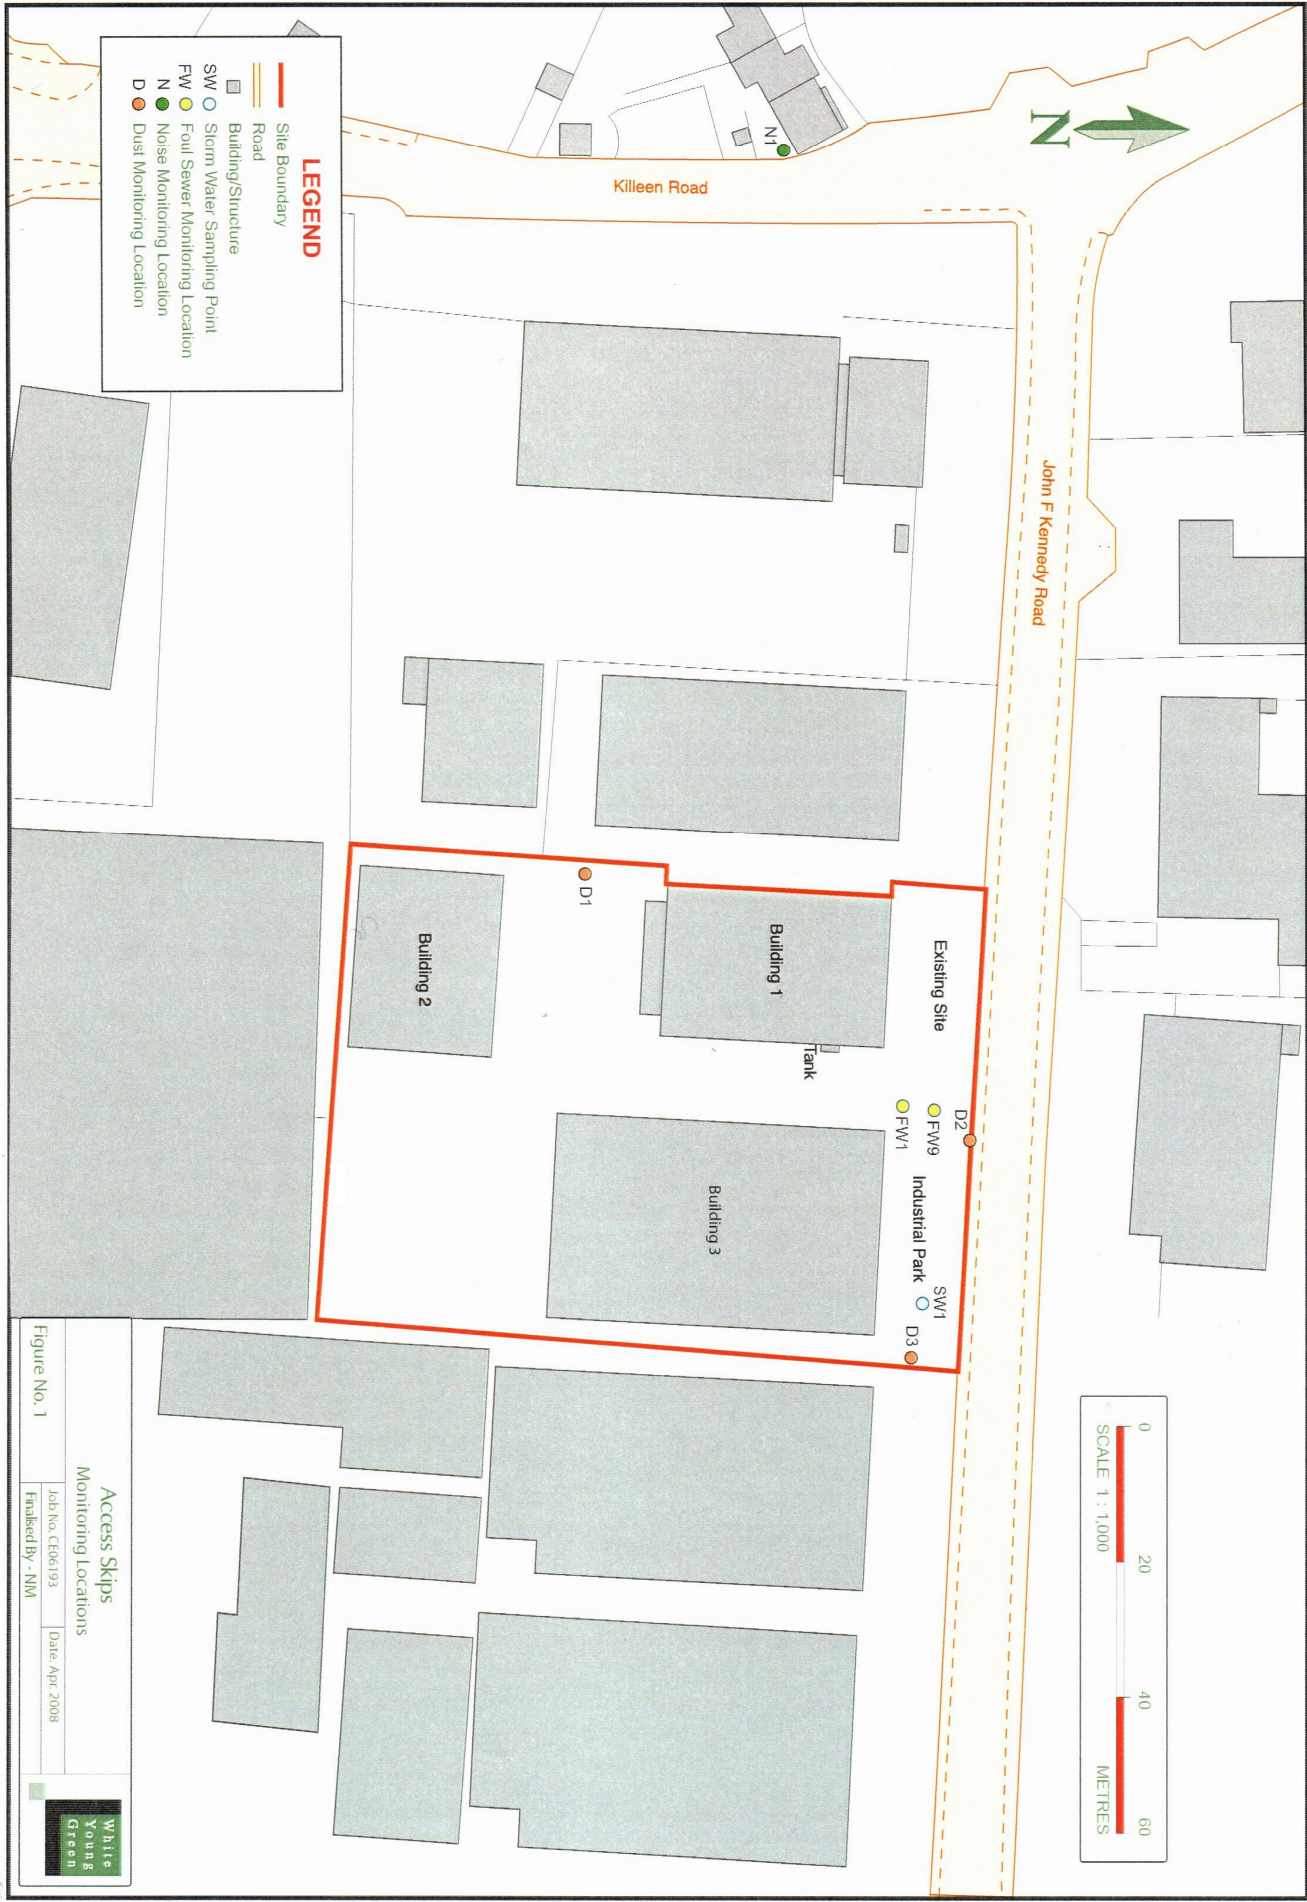 N
Killeen Road
N1
John F Kennedy Road
LEGEND
Site Boundary
Road
Building/Structure
SW Storm Water Sampling Point
FW Foul Sewer Monitoring Location
N Noise Monitoring Location
D Dust Monitoring Location
0 20 40 60
SCALE 1 : 1,000 METRES
Existing Site
D2
FW9
FW1
Industrial Park
SW1
D3
Building 1
Tank
Building 3
D1
Building 2
Access Skips
Monitoring Locations
Job No. CE06193
Date. Apr. 2008
Figure No. 1
Finalised By - NM
White
Young
Green